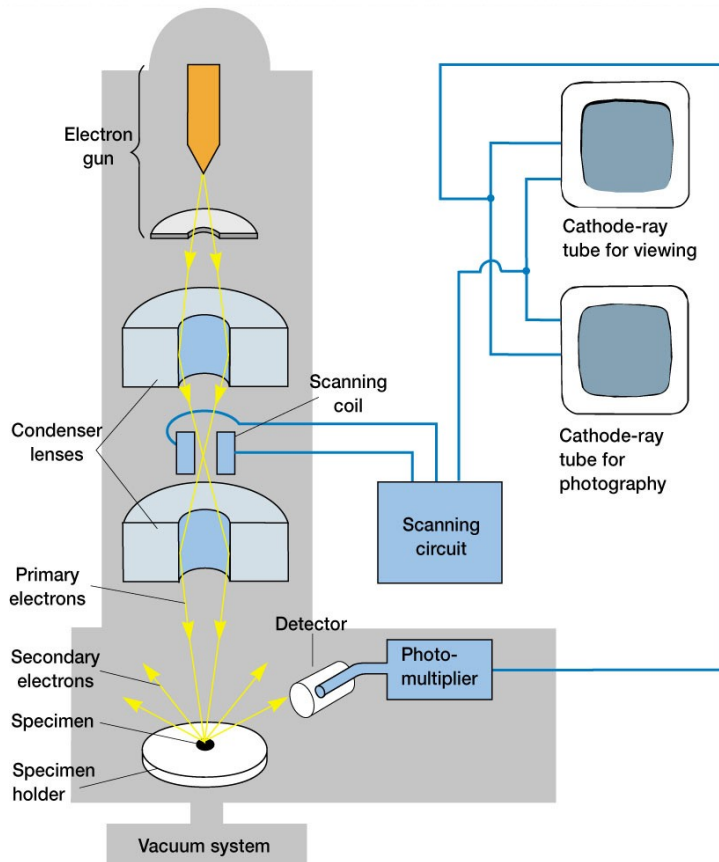 Electron
gun
Cathode-ray
tube for viewing
Scanning
coil
Condenser
lenses
Cathode-ray
tube for
photography
Scanning
circuit
Primary
electrons
Detector
Photo-
multiplier
Secondary
electrons
Specimen
Specimen
holder
Vacuum system